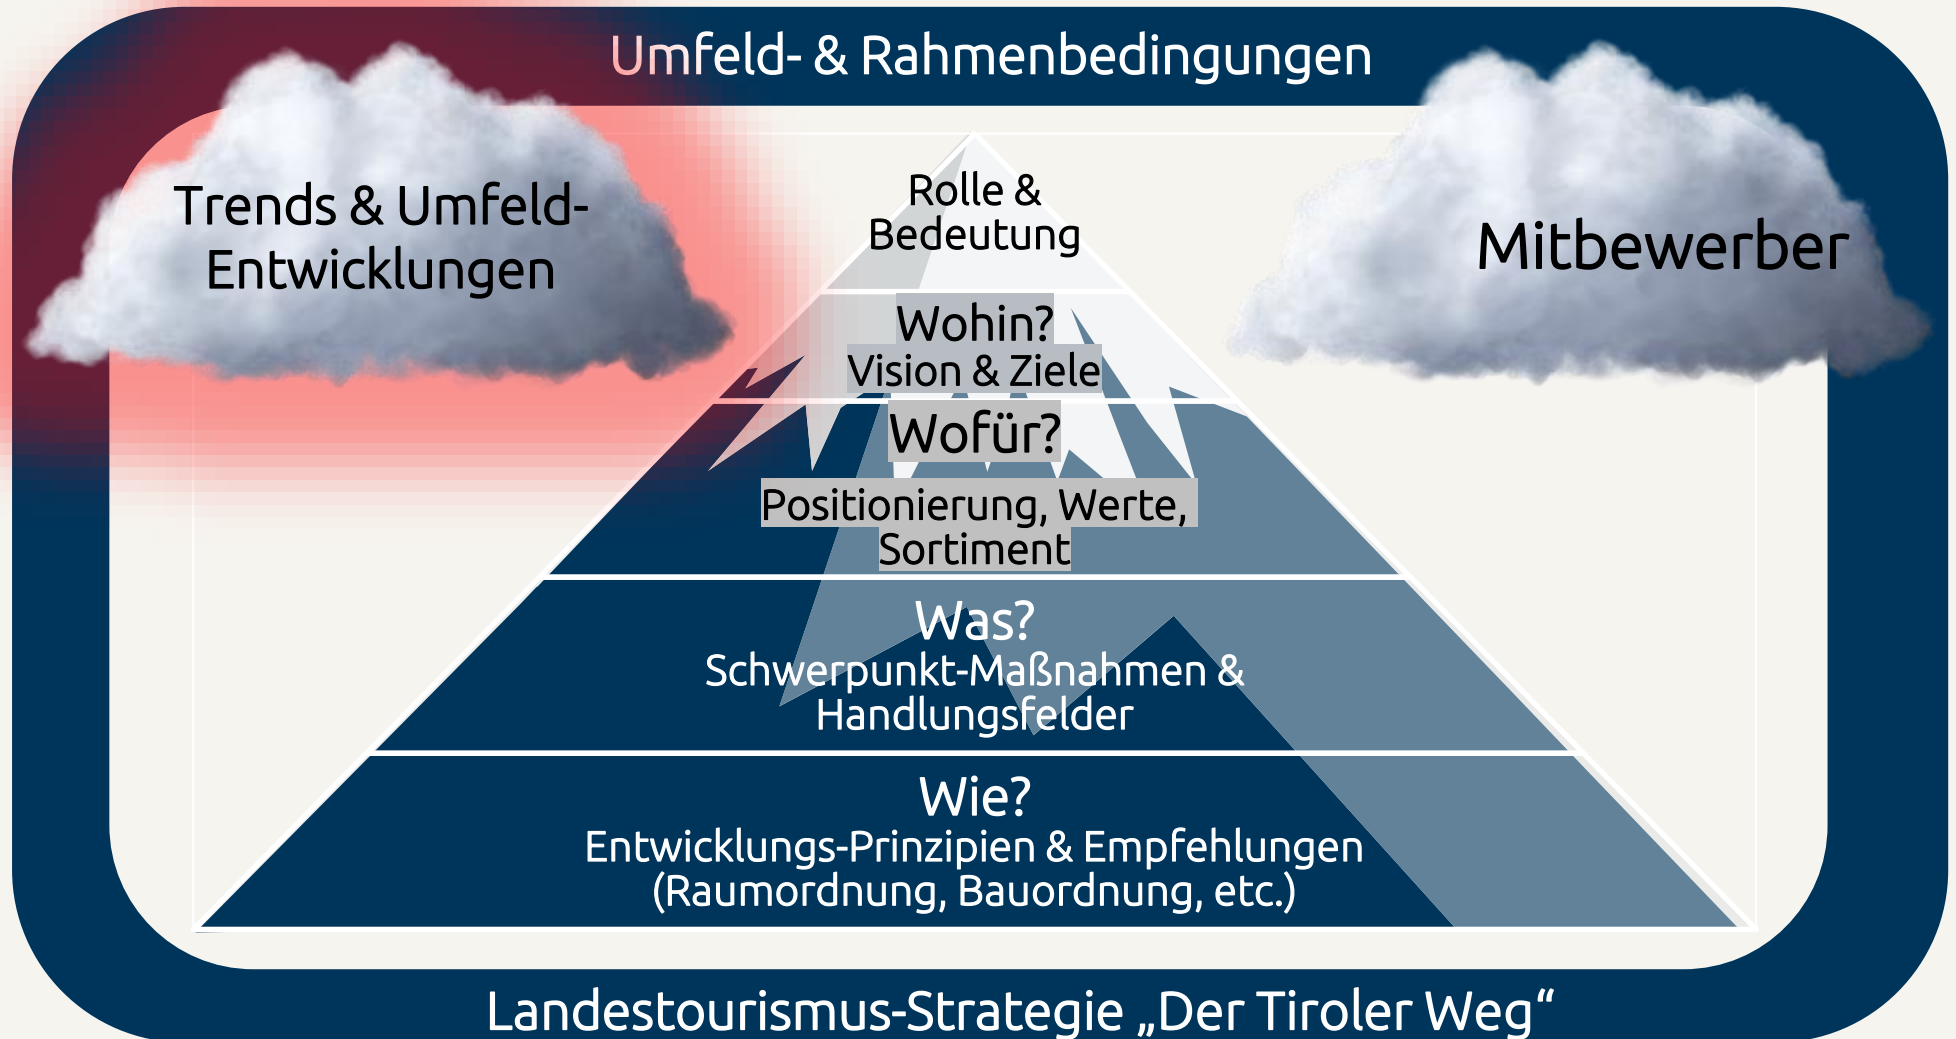 Umfeld- & Rahmenbedingungen
Trends & Umfeld-
Entwicklungen
Mitbewerber
Rolle &
Bedeutung
Wohin?
Vision & Ziele
Wofür?
Positionierung, Werte,
Sortiment
Was?
Schwerpunkt-Maßnahmen &
Handlungsfelder
Wie?
Entwicklungs-Prinzipien & Empfehlungen
(Raumordnung, Bauordnung, etc.)
Landestourismus-Strategie „Der Tiroler Weg“